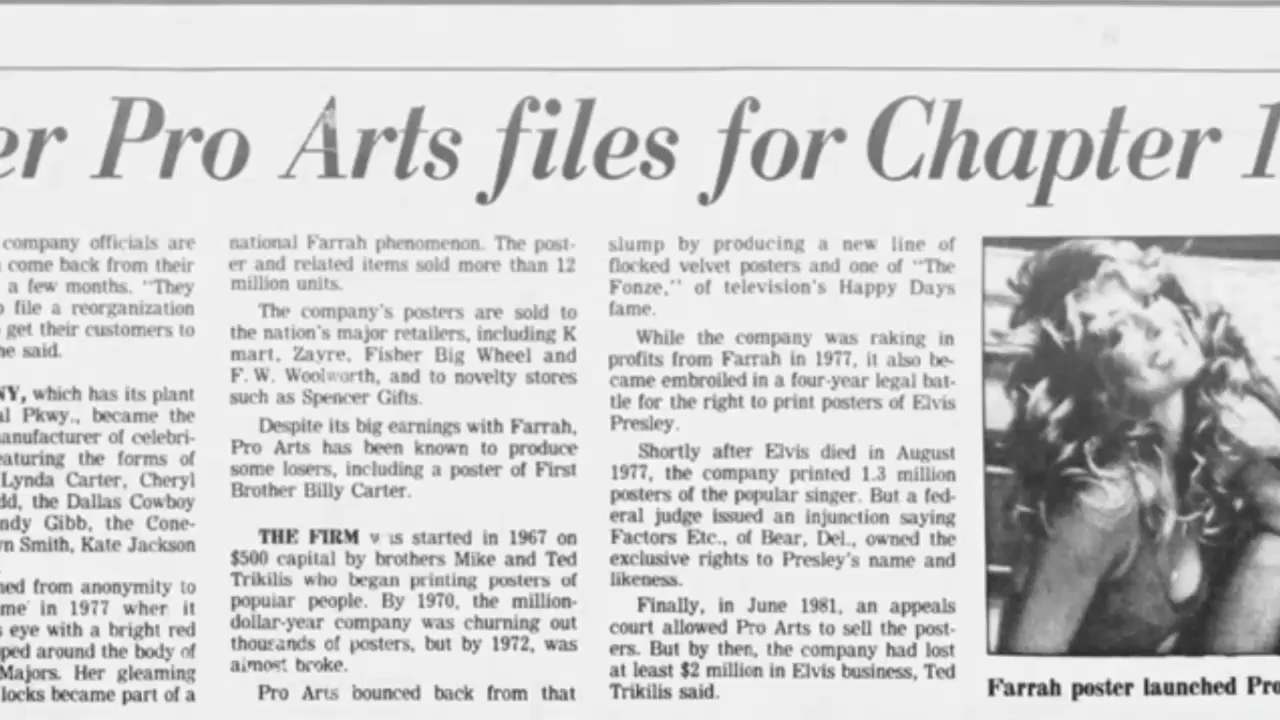 er Pro Arts files for Chapter 1
company officials are
come back from their
a few months. "They
file a reorganization
get their customers to
he said.
NY, which has its plant
al Pkwy., became the
anufacturer of celebri-
eaturing the forms of
Lynda Carter, Cheryl
dd, the Dallas Cowboy
ndy Gibb, the Cone-
yn Smith, Kate Jackson
ned from anonymity to
me in 1977 wher it
s eye with a bright red
ped around the body of
Majors. Her gleaming
locks became part of a
national Farrah phenomenon. The post-
er and related items sold more than 12
million units.
The company's posters are sold to
the nation's major retailers, including K
mart, Zayre, Fisher Big Wheel and
F. W. Woolworth, and to novelty stores
such as Spencer Gifts.
Despite its big earnings with Farrah,
Pro Arts has been known to produce
some losers, including a poster of First
Brother Billy Carter.
THE FIRM was started in 1967 on
$500 capital by brothers Mike and Ted
Trikilis who began printing posters of
popular people. By 1970, the million-
dollar-year company was churning out
thousands of posters, but by 1972, was
almost broke.
Pro Arts bounced back from that
slump by producing a new line of
flocked velvet posters and one of "The
Fonze," of television's Happy Days
fame.
While the company was raking in
profits from Farrah in 1977, it also be-
came embroiled in a four-year legal bat-
tle for the right to print posters of Elvis
Presley.
Shortly after Elvis died in August
1977, the company printed 1.3 million
posters of the popular singer. But a fed-
eral judge issued an injunction saying
Factors Etc., of Bear, Del., owned the
exclusive rights to Presley's name and
likeness.
Finally, in June 1981, an appeals
court allowed Pro Arts to sell the post-
ers. But by then, the company had lost
at least $2 million in Elvis business, Ted
Trikilis said.
Farrah poster launched Pro